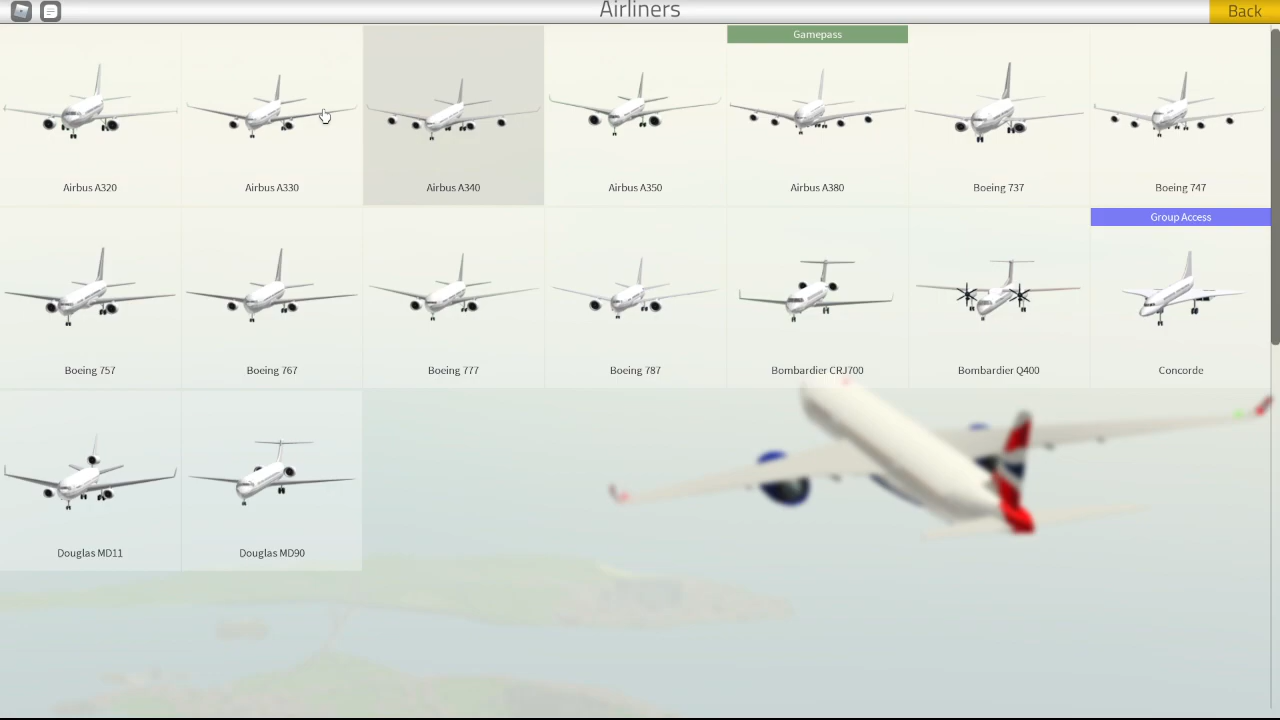 Airliners
Back
Gamepass
Airbus A320
Airbus A330
Airbus A340
Airbus A350
Airbus A380
Boeing 737
Boeing 747
Group Access
Boeing 757
Boeing 767
Boeing 777
Boeing 787
Bombardier CRJ700
Bombardier Q400
Concorde
Douglas MD11
Douglas MD90